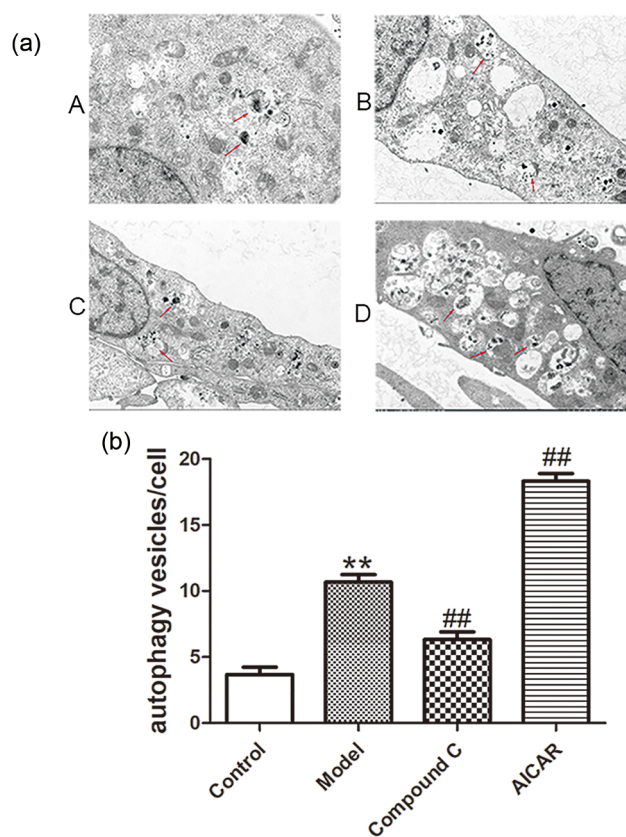 (a)
A
B
C
D
(b)
autophagy vesicles/cell
20
15
10
5
0
**
##
##
Control
Model
Compound C
AICAR